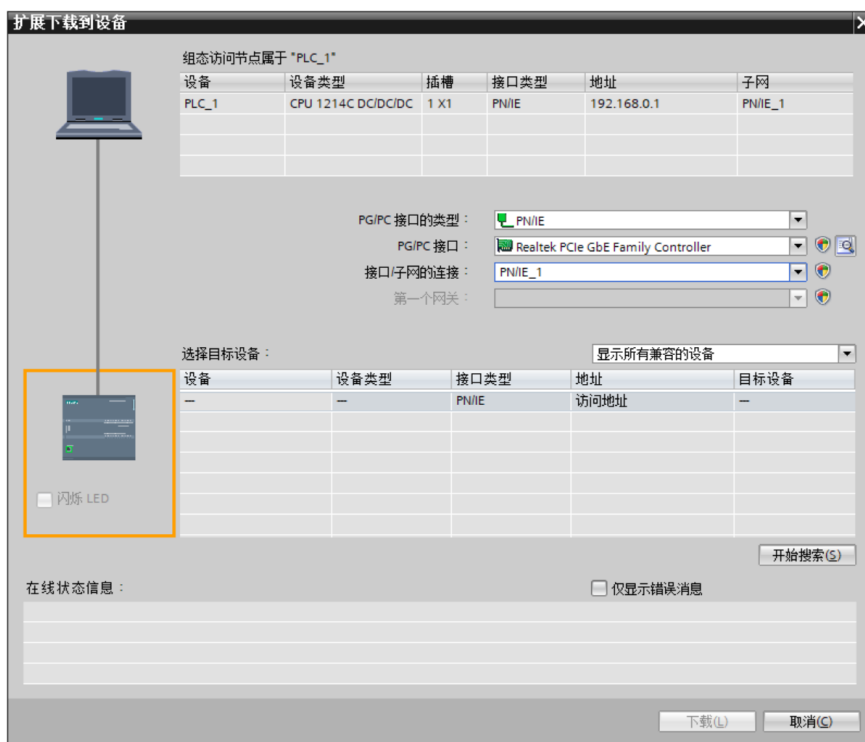 扩展下载到设备
组态访问节点属于 "PLC_1"
设备 设备类型 插槽 接口类型 地址 子网
PLC_1 CPU 1214C DC/DC/DC 1 X1 PN/IE 192.168.0.1 PN/IE_1
PG/PC 接口的类型： PN/IE
PG/PC 接口： Realtek PCIe GbE Family Controller
接口/子网的连接： PN/IE_1
第一个网关：
选择目标设备： 显示所有兼容的设备
设备 设备类型 接口类型 地址 目标设备
— — PN/IE 访问地址 —
闪烁 LED
开始搜索(S)
在线状态信息： 仅显示错误消息
下载(L) 取消(C)